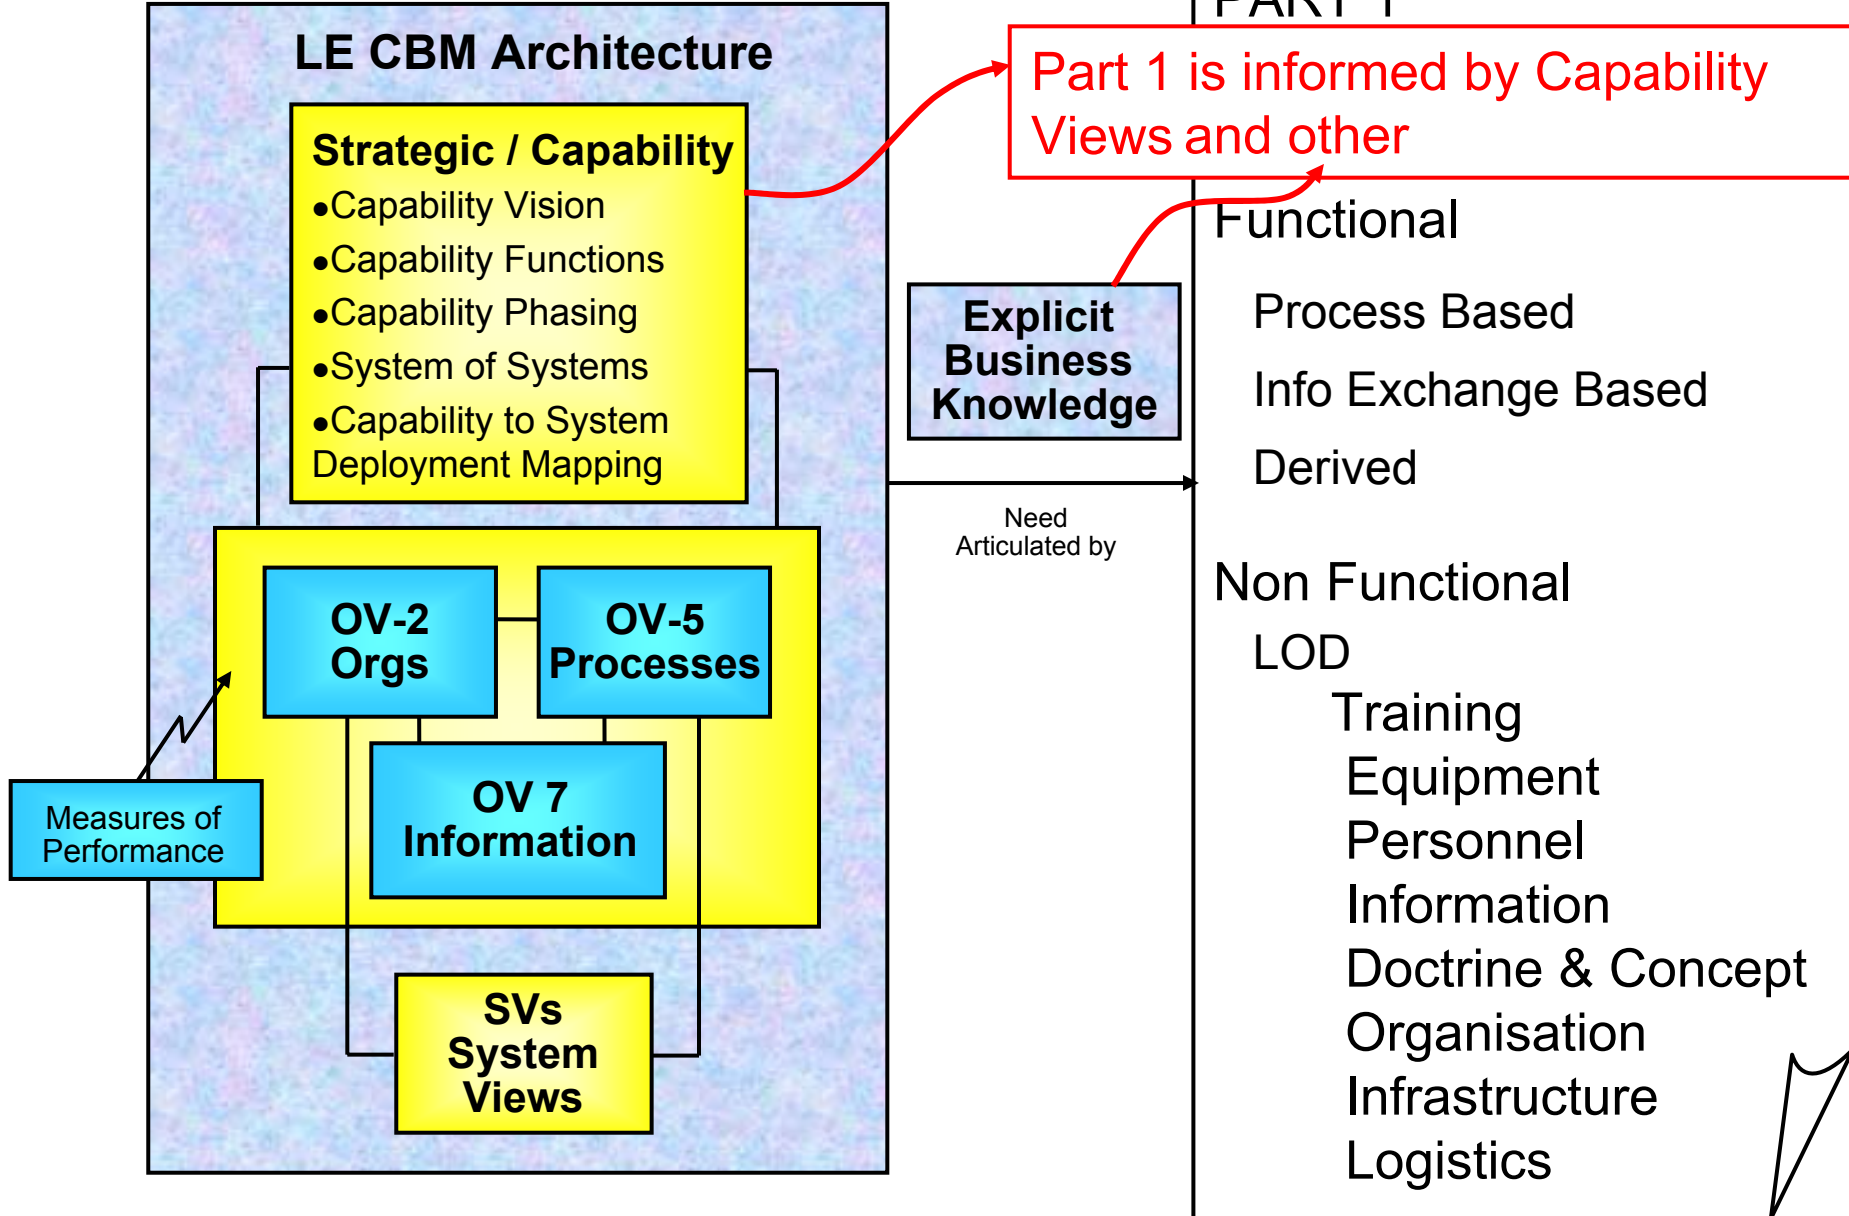 LE CBM Architecture
Strategic / Capability
●Capability Vision
●Capability Functions
●Capability Phasing
●System of Systems
●Capability to System
Deployment Mapping
OV-2
Orgs
OV-5
Processes
OV 7
Information
Measures of
Performance
SVs
System
Views
Explicit
Business
Knowledge
Need
Articulated by
PART 1
Part 1 is informed by Capability
Views and other
Functional
Process Based
Info Exchange Based
Derived
Non Functional
LOD
Training
Equipment
Personnel
Information
Doctrine & Concept
Organisation
Infrastructure
Logistics